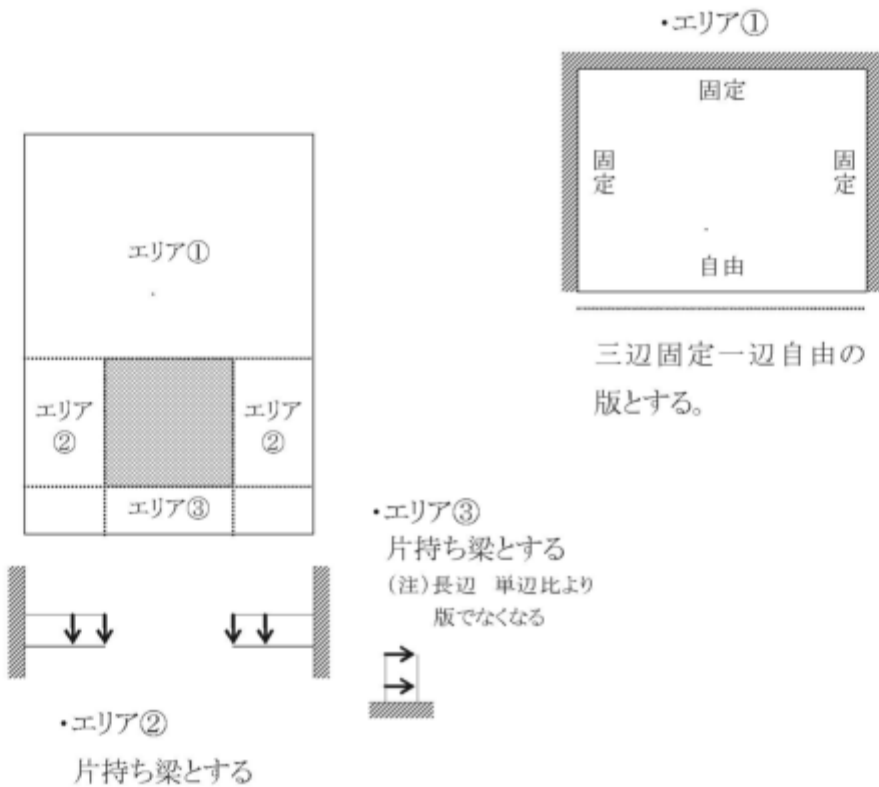 ・エリア①
固定
固定
固定
自由
三辺固定一辺自由の
版とする。
エリア①
エリア
②
エリア
②
エリア③
・エリア③
片持ち梁とする
(注)長辺 単辺比より
版でなくなる
・エリア②
片持ち梁とする